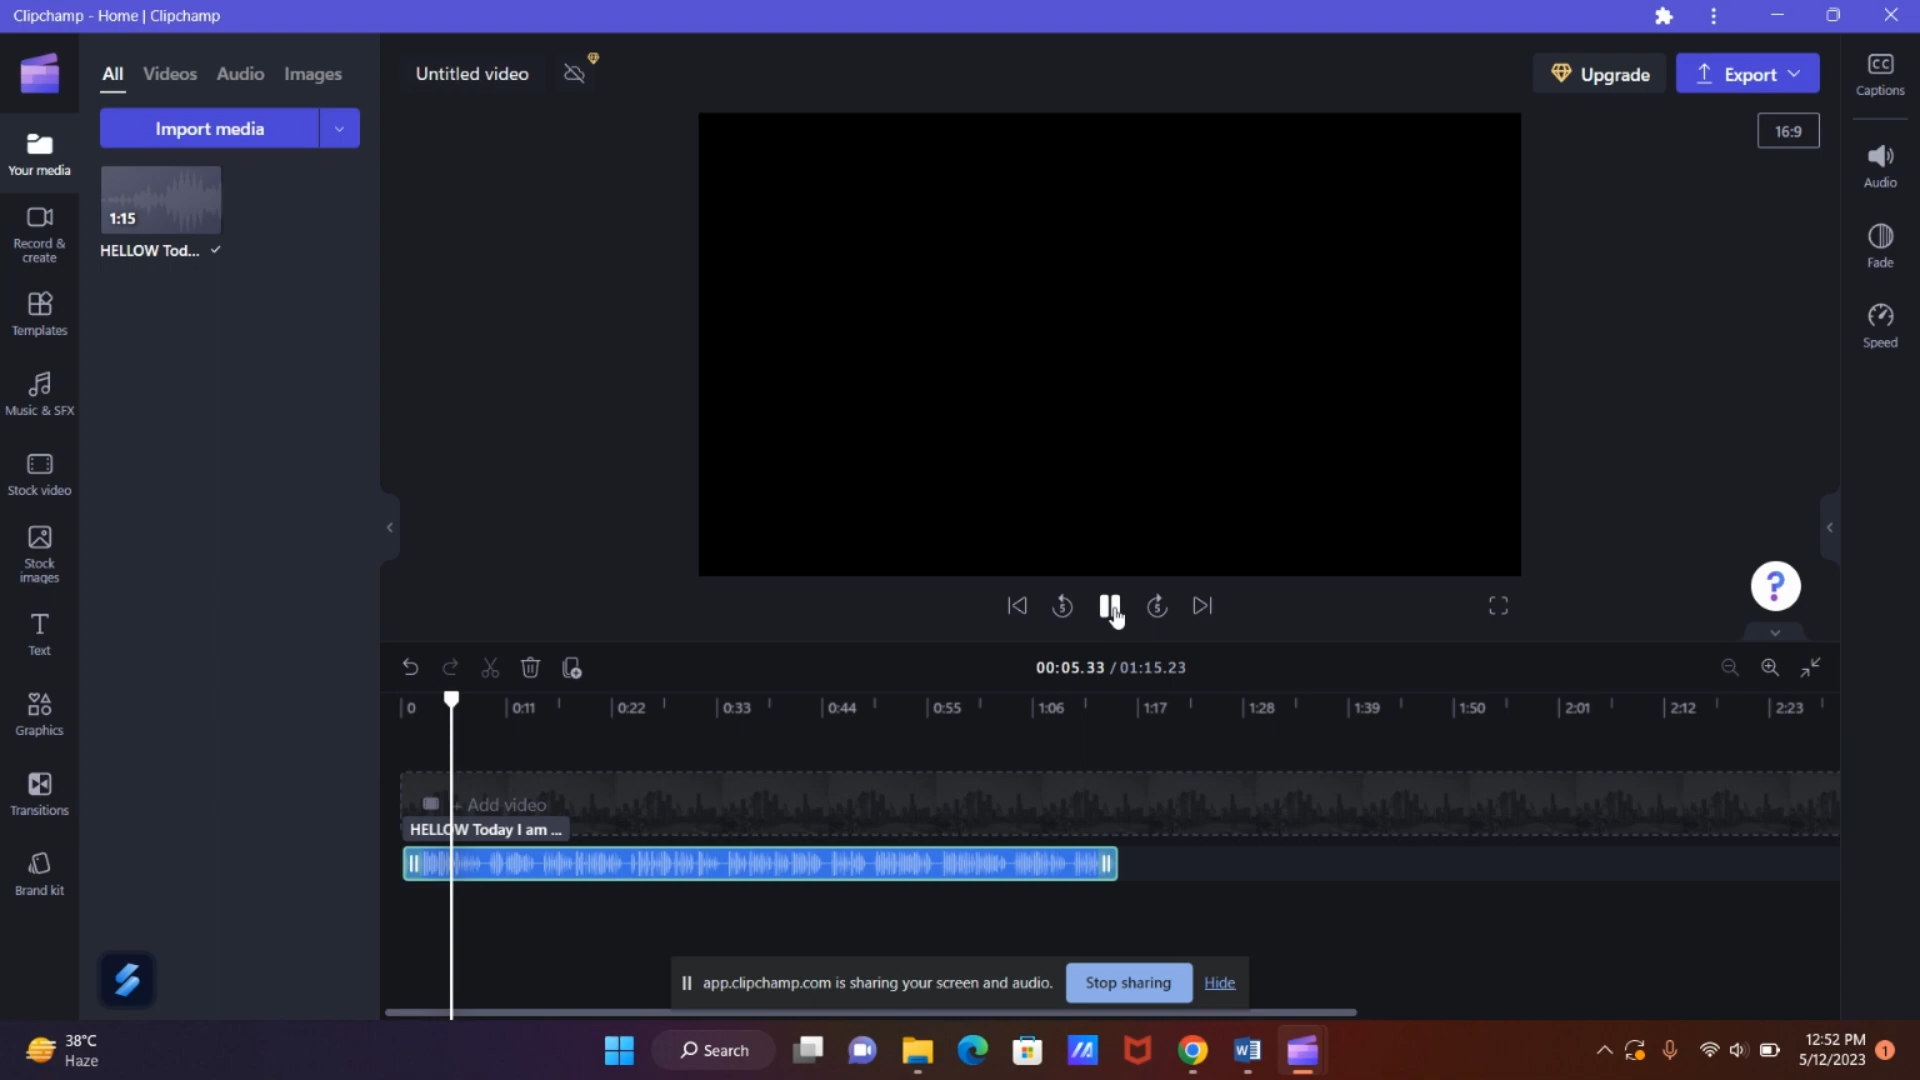 Clipchamp - Home | Clipchamp
All Videos Audio Images
Import media
1:15
HELLOW Tod...
Your media
Record & create
Templates
Music & SFX
Stock video
Stock images
Text
Graphics
Transitions
Brand kit
Untitled video
Upgrade
Export
16:9
CC
Captions
Audio
Fade
Speed
5
5
?
00:05.33 / 01:15.23
0 0:11 0:22 0:33 0:44 0:55 1:06 1:17 1:28 1:39 1:50 2:01 2:12 2:23
+ Add video
HELLOW Today I am ...
app.clipchamp.com is sharing your screen and audio.
Stop sharing
Hide
38°C
Haze
Search
12:52 PM
5/12/2023
1